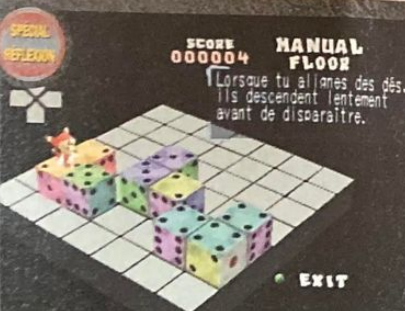 SPECIAL
REFLEXION
SCORE
000004
MANUAL
FLOOR
Lorsque tu alignes des dés,
ils descendent lentement
avant de disparaître.
EXIT